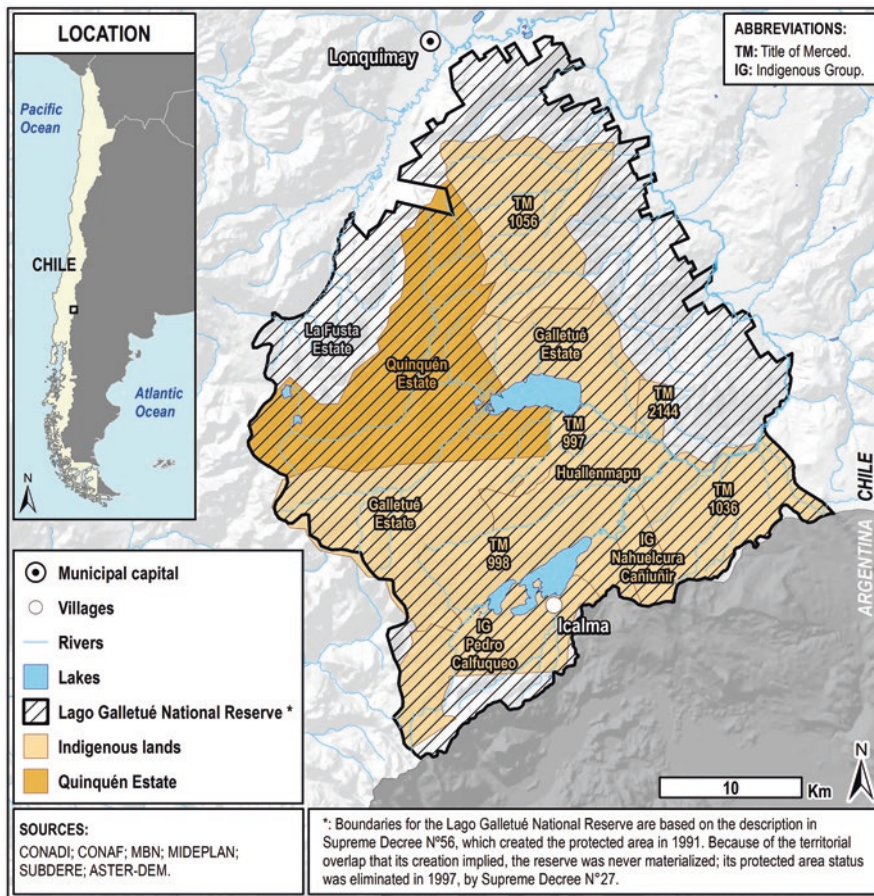 LOCATION
Pacific
Ocean
CHILE
Atlantic
Ocean
N
Lonquimay
ABBREVIATIONS:
TM: Title of Merced.
IG: Indigenous Group.
TM
1056
La Fusta
Estate
Quinquén
Estate
Galletué
Estate
TM
2144
TM
997
Huallenmapu
Galletué
Estate
TM
1036
TM
998
IG
Nahuelcura
Cañiuñir
Icalma
IG
Pedro
Calfuqueo
CHILE
ARGENTINA
Municipal capital
Villages
Rivers
Lakes
Lago Galletué National Reserve *
Indigenous lands
Quinquén Estate
10 Km
N
SOURCES:
CONADI; CONAF; MBN; MIDEPLAN;
SUBDERE; ASTER-DEM.
*: Boundaries for the Lago Galletué National Reserve are based on the description in
Supreme Decree Nº56, which created the protected area in 1991. Because of the territorial
overlap that its creation implied, the reserve was never materialized; its protected area status
was eliminated in 1997, by Supreme Decree N°27.